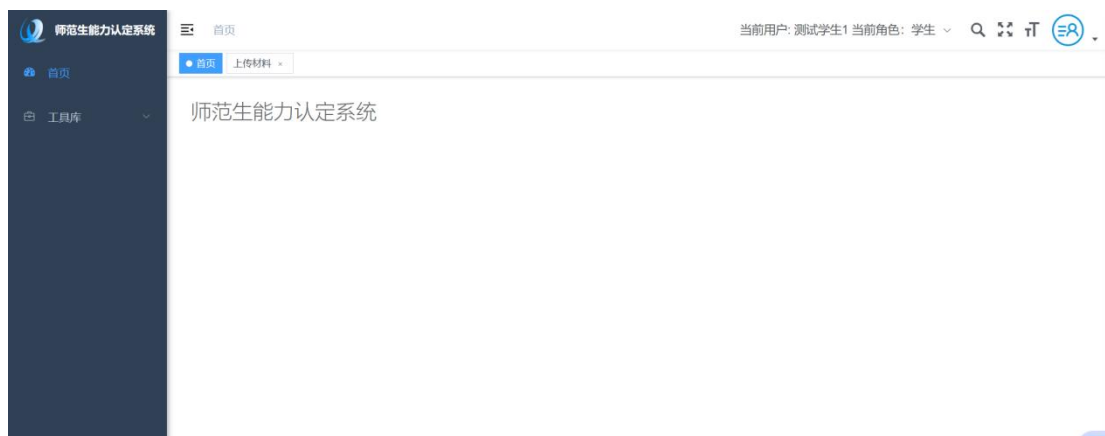 师范生能力认定系统
首页
当前用户: 测试学生1 当前角色: 学生
首页
首页
上传材料
工具库
师范生能力认定系统